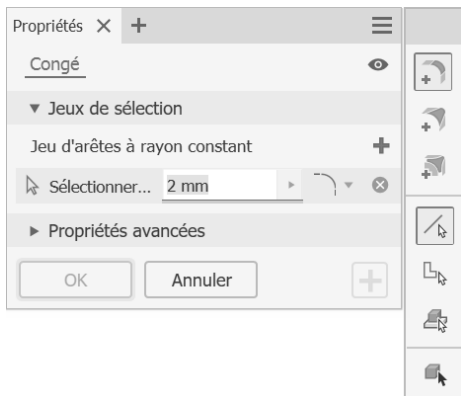 Propriétés
Congé
Jeux de sélection
Jeu d'arêtes à rayon constant
Sélectionner... 2 mm
Propriétés avancées
OK Annuler